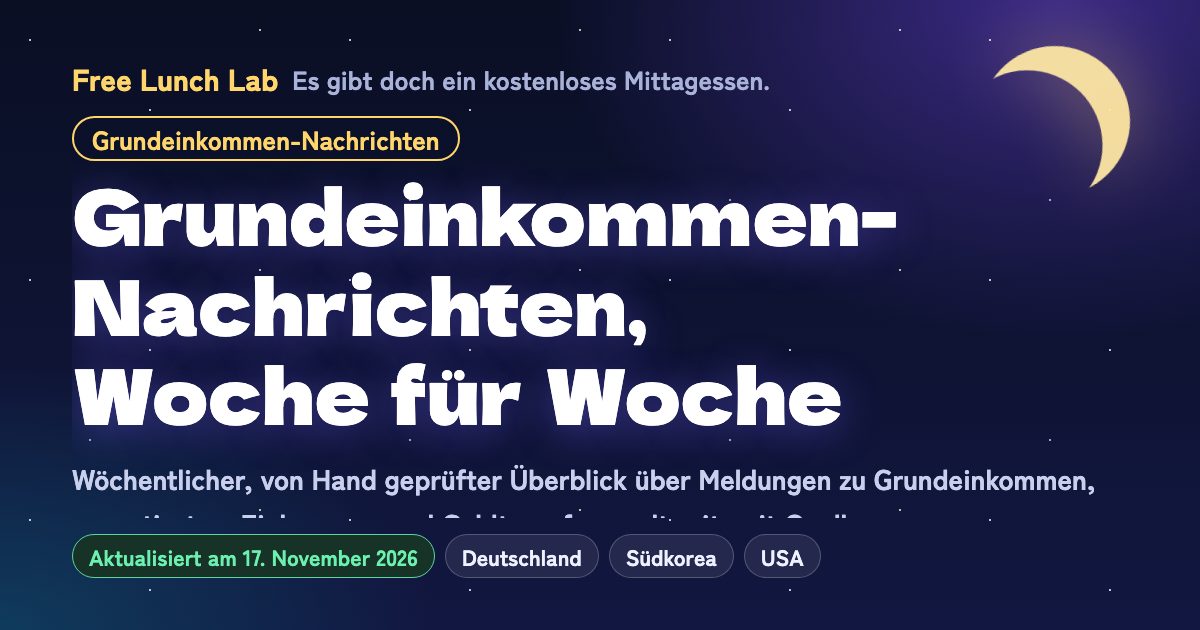 Free Lunch Lab Es gibt doch ein kostenloses Mittagessen.
Grundeinkommen-Nachrichten
Grundeinkommen-
Nachrichten,
Woche für Woche
Wöchentlicher, von Hand geprüfter Überblick über Meldungen zu Grundeinkommen,
Aktualisiert am 17. November 2026 Deutschland Südkorea USA